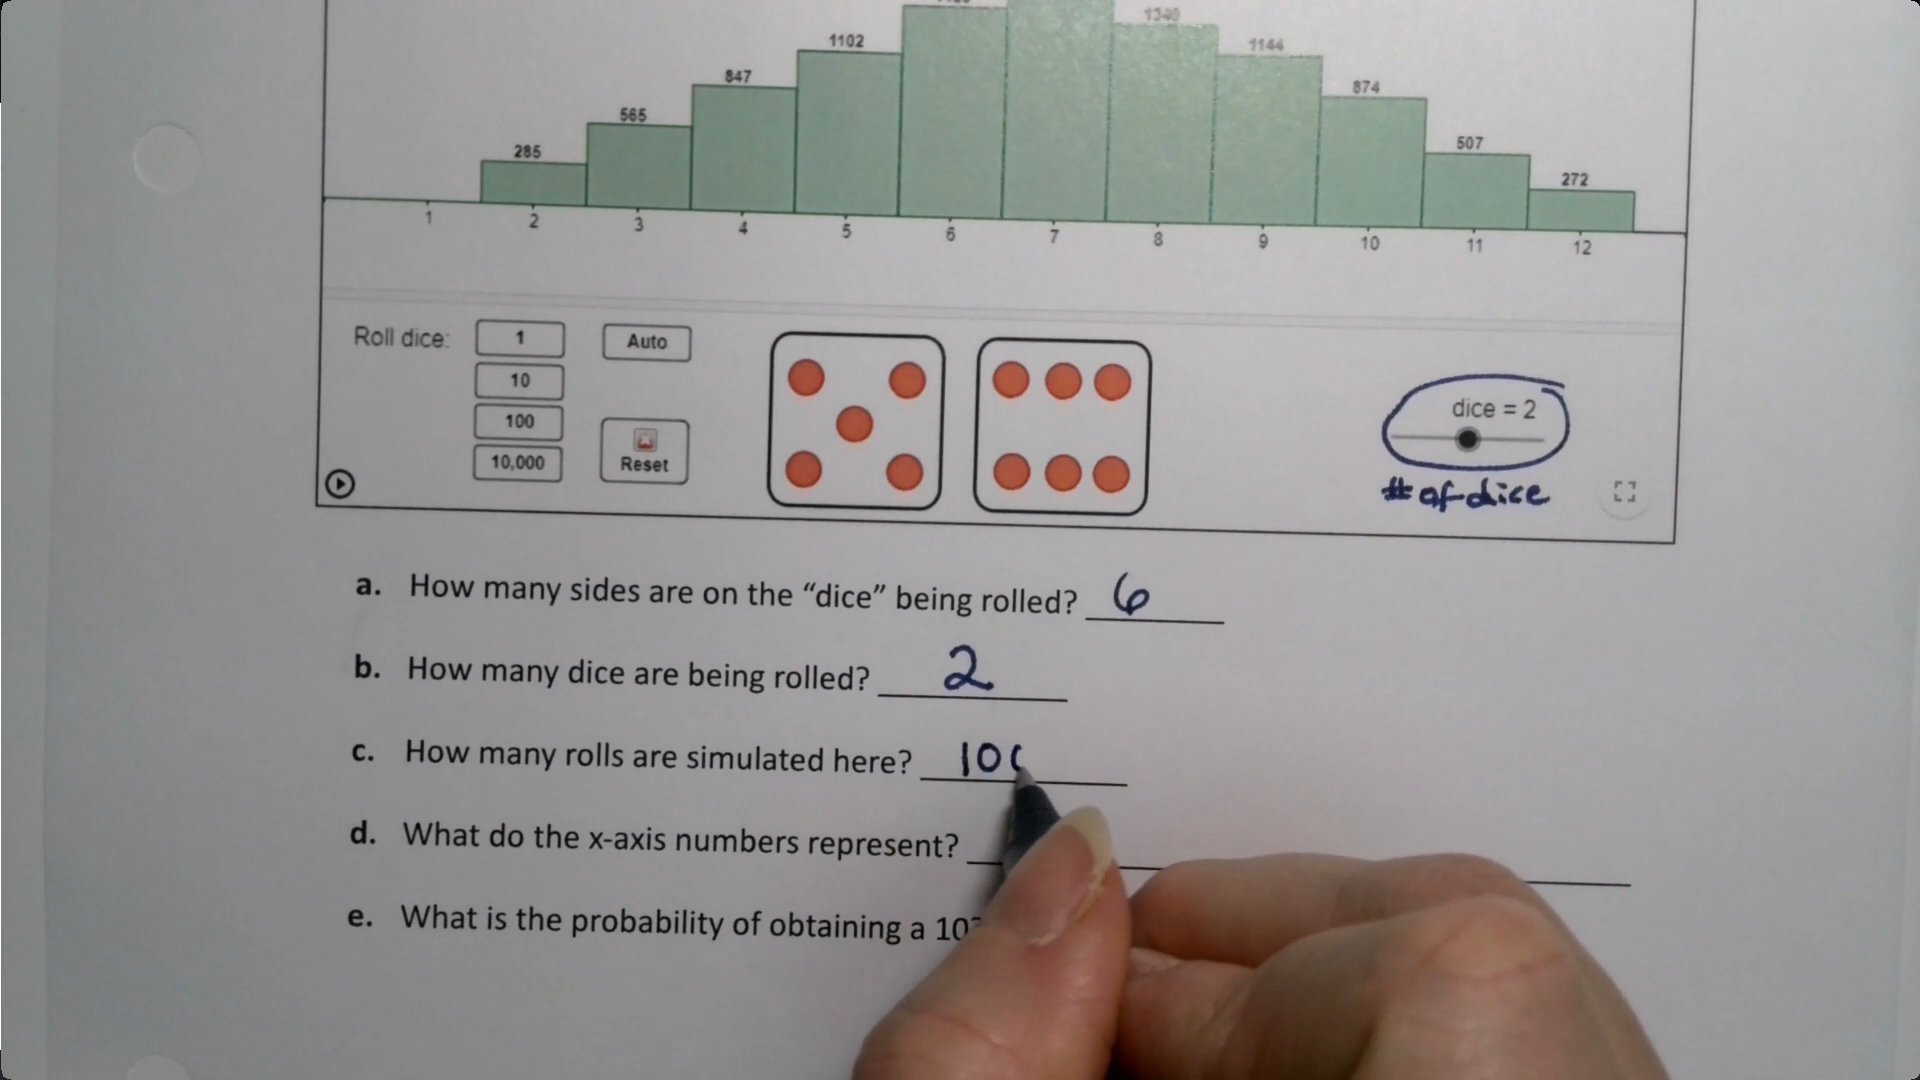 1340
1102
1144
847
874
565
507
285
272
1 2 3 4 5 6 7 8 9 10 11 12
Roll dice: 1 Auto
10
100
10,000 Reset
dice = 2
# of dice
a. How many sides are on the “dice” being rolled? 6
b. How many dice are being rolled? 2
c. How many rolls are simulated here? 100
d. What do the x-axis numbers represent?
e. What is the probability of obtaining a 10?